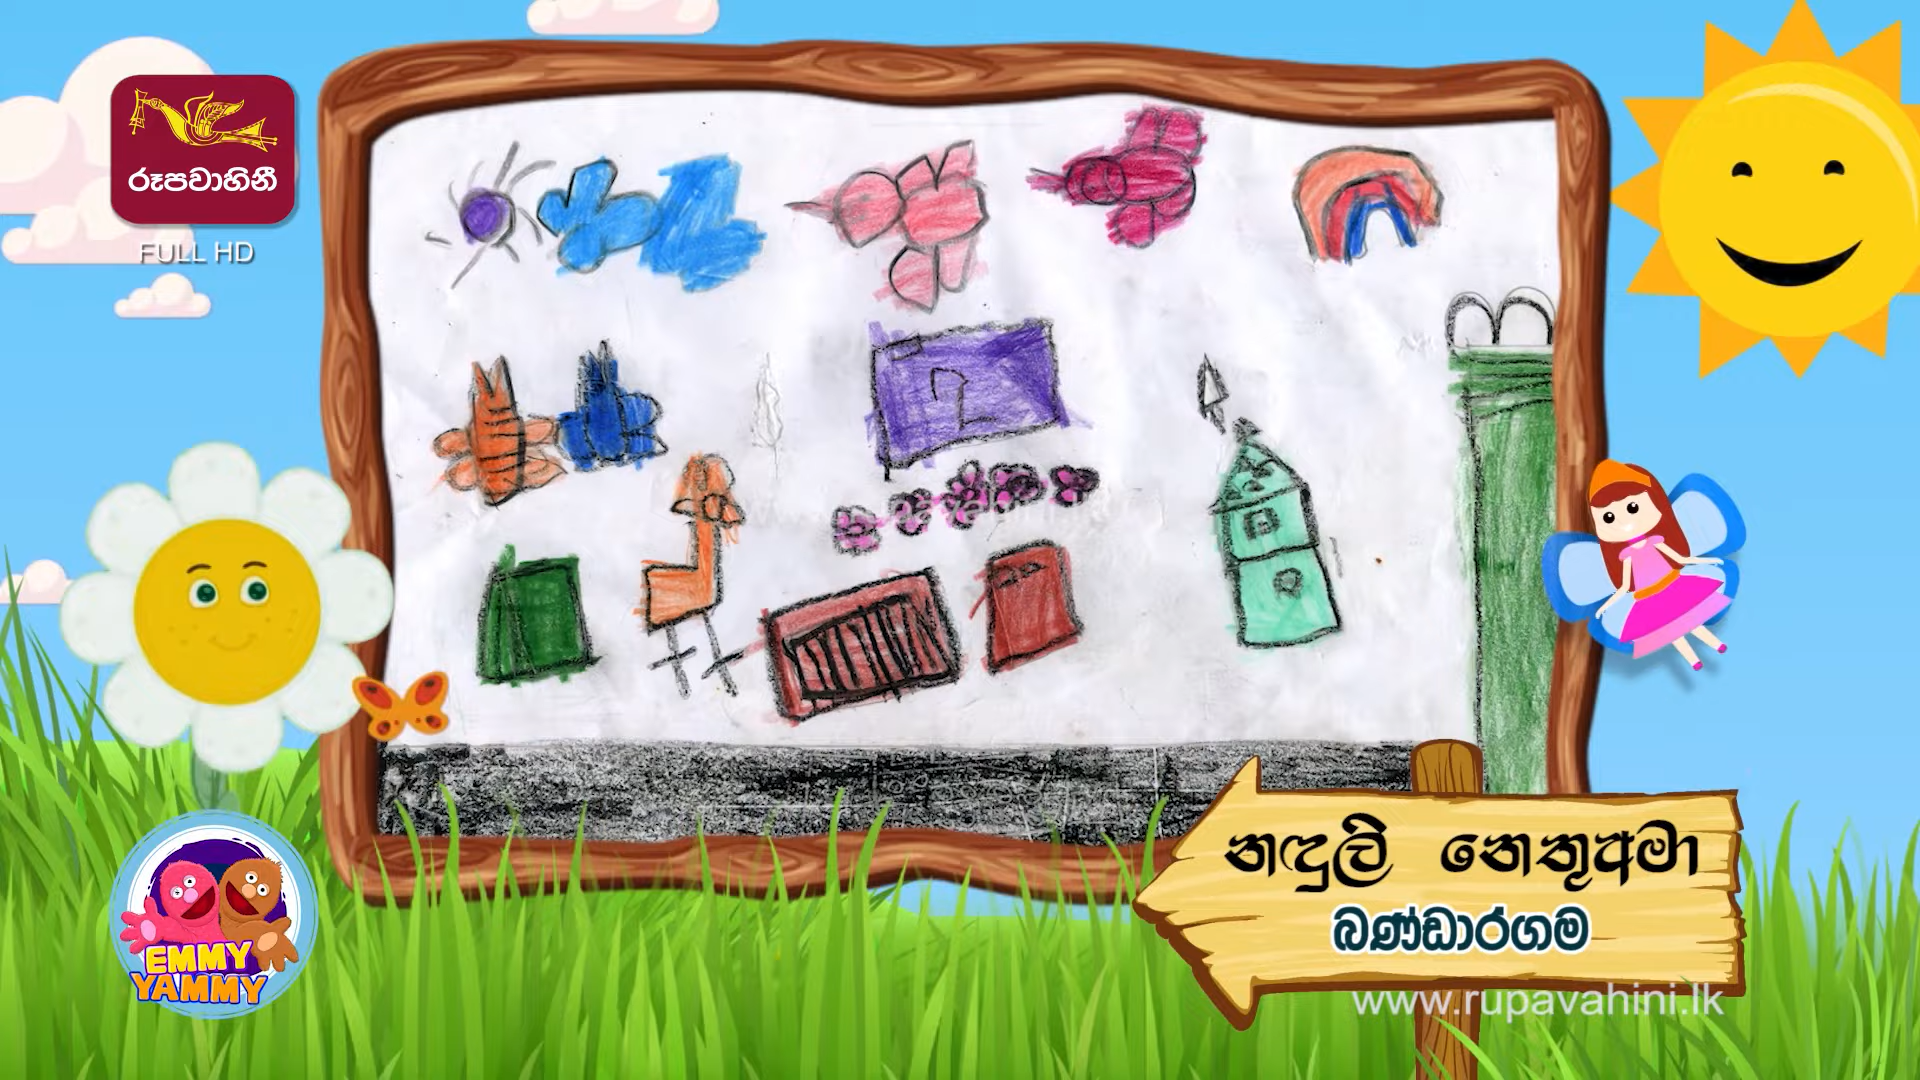 රූපවාහිනී
FULL HD
නඳුලි නෙතුඅමා
බණ්ඩාරගම
EMMY
YAMMY
www.rupavahini.lk